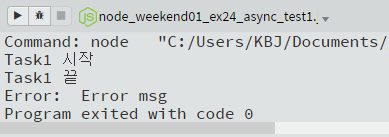 node_weekend01_ex24_async_test1.
Command: node "C:/Users/KBJ/Documents/
Task1 시작
Task1 끝
Error: Error msg
Program exited with code 0